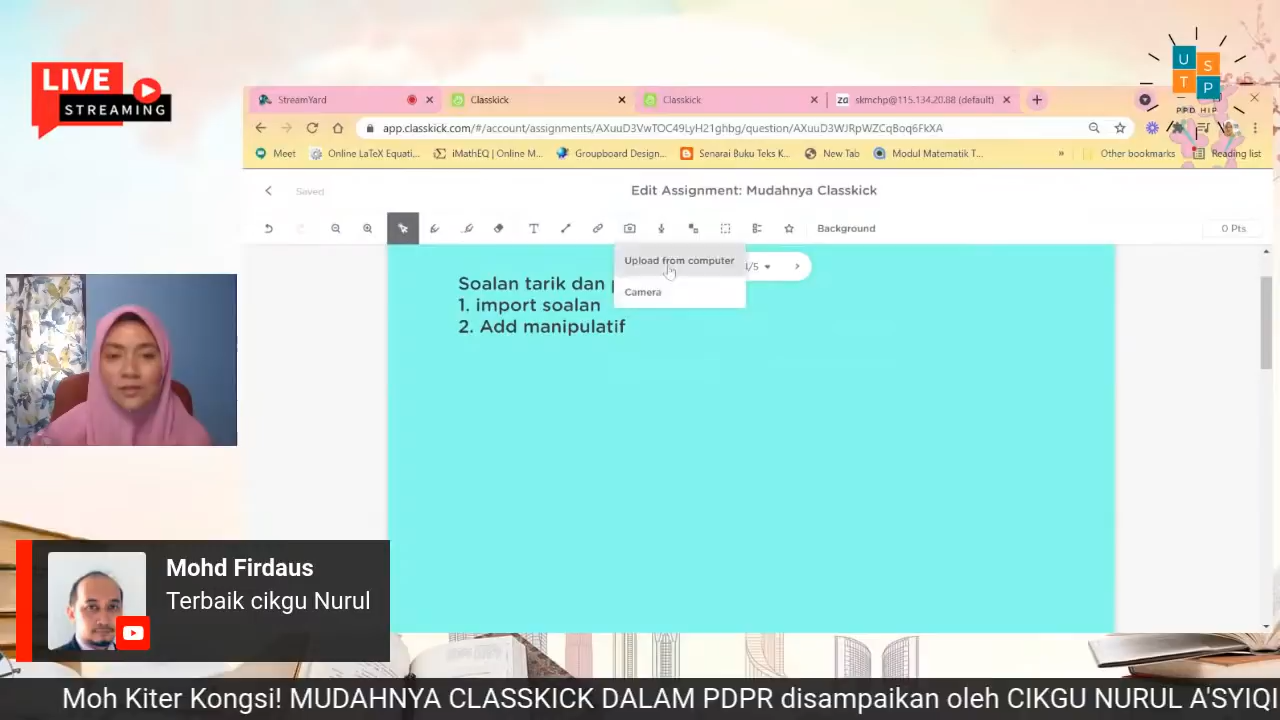 LIVE
STREAMING
U S
T P
PPD HIP
StreamYard
Classkick
Classkick
skmchp@115.134.20.88 (default)
app.classkick.com/#/account/assignments/AXuuD3VwTOC49LyH21ghbg/question/AXuuD3WJRpWZCqBoq6FkXA
Meet
Online LaTeX Equati...
iMathEQ | Online M...
Groupboard Design...
Senarai Buku Teks K...
New Tab
Modul Matematik T...
»
Other bookmarks
Reading list
Saved
Edit Assignment: Mudahnya Classkick
T
Background
0 Pts
Upload from computer
Camera
/5
Soalan tarik dan
1. import soalan
2. Add manipulatif
Mohd Firdaus
Terbaik cikgu Nurul
Moh Kiter Kongsi! MUDAHNYA CLASSKICK DALAM PDPR disampaikan oleh CIKGU NURUL A'SYIQI